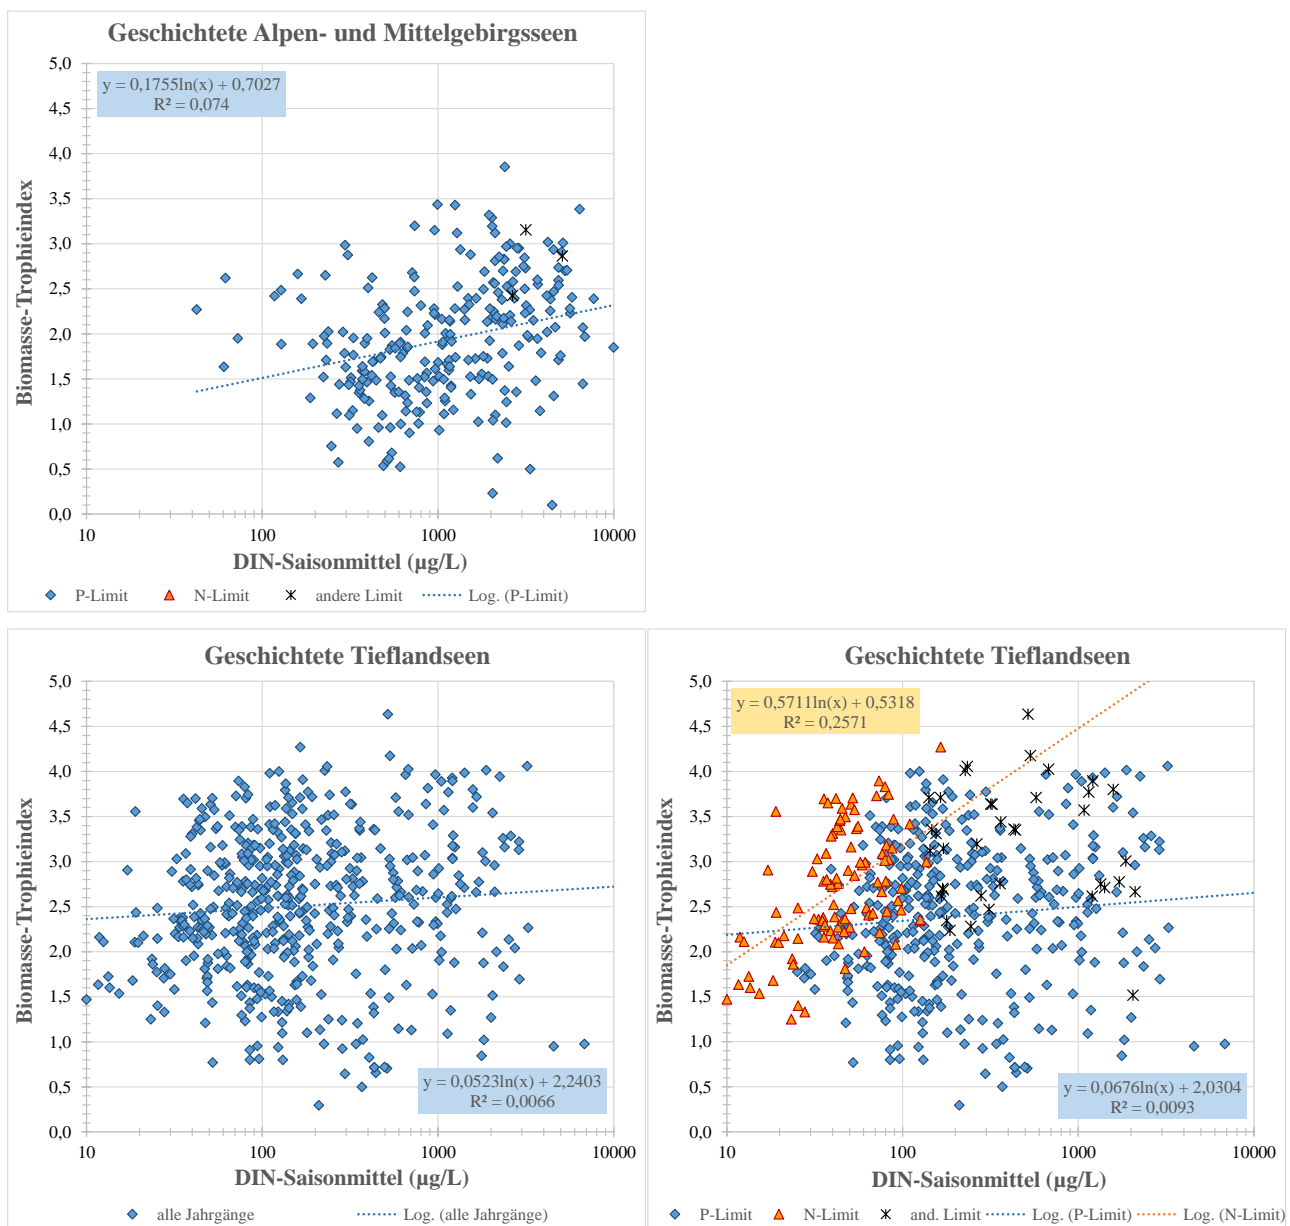 Geschichtete Alpen- und Mittelgebirgsseen
y = 0,1755ln(x) + 0,7027
R² = 0,074
5,0
4,5
4,0
3,5
3,0
2,5
2,0
1,5
1,0
0,5
0,0
Biomasse-Trophieindex
10 100 1000 10000
DIN-Saisonmittel (µg/L)
P-Limit N-Limit andere Limit Log. (P-Limit)
Geschichtete Tieflandseen
5,0
4,5
4,0
3,5
3,0
2,5
2,0
1,5
1,0
0,5
0,0
Biomasse-Trophieindex
y = 0,0523ln(x) + 2,2403
R² = 0,0066
10 100 1000 10000
DIN-Saisonmittel (µg/L)
alle Jahrgänge Log. (alle Jahrgänge)
Geschichtete Tieflandseen
y = 0,5711ln(x) + 0,5318
R² = 0,2571
5,0
4,5
4,0
3,5
3,0
2,5
2,0
1,5
1,0
0,5
0,0
Biomasse-Trophieindex
y = 0,0676ln(x) + 2,0304
R² = 0,0093
10 100 1000 10000
DIN-Saisonmittel (µg/L)
P-Limit N-Limit and. Limit Log. (P-Limit) Log. (N-Limit)